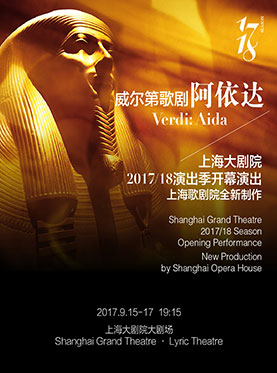 17
18
威尔第歌剧 阿依达
Verdi: Aida
上海大剧院
2017/18演出季开幕演出
上海歌剧院全新制作
Shanghai Grand Theatre
2017/18 Season
Opening Performance
New Production
by Shanghai Opera House
2017.9.15-17 19:15
上海大剧院大剧场
Shanghai Grand Theatre · Lyric Theatre